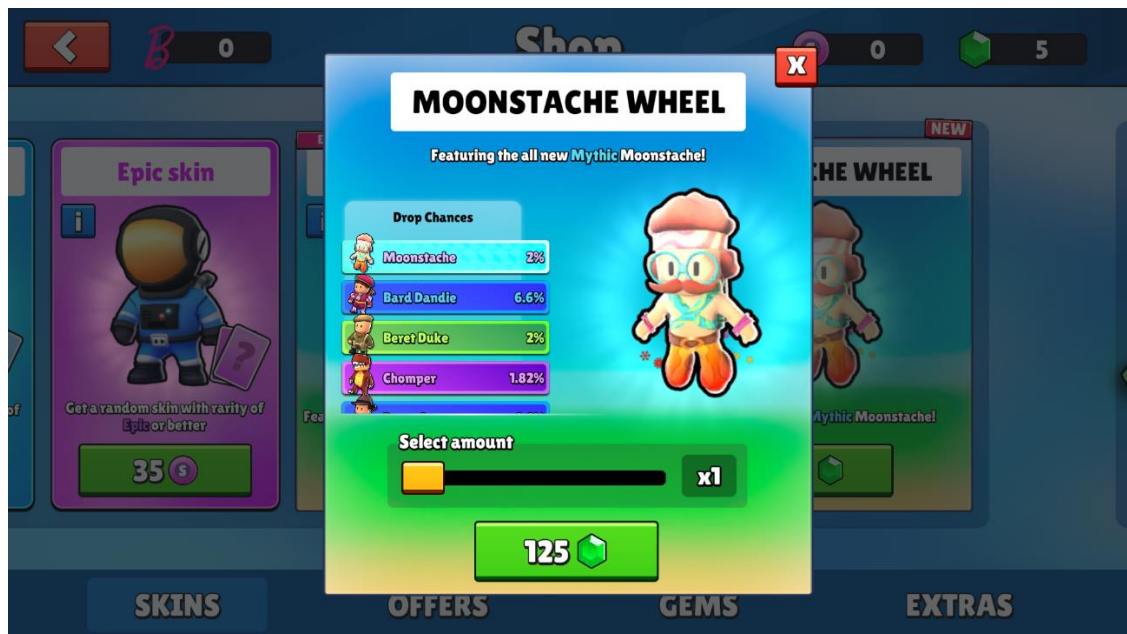 B 0
Shop
S 0
5
X
MOONSTACHE WHEEL
Featuring the all new Mythic Moonstache!
Drop Chances
Moonstache 2%
Bard Dandie 6.6%
Beret Duke 2%
Chomper 1.82%
Select amount
x1
125
Epic skin
i
?
Get a random skin with rarity of
Epic or better
35 S
of
E
i
Fea
NEW
HE WHEEL
Mythic Moonstache!
SKINS
OFFERS
GEMS
EXTRAS